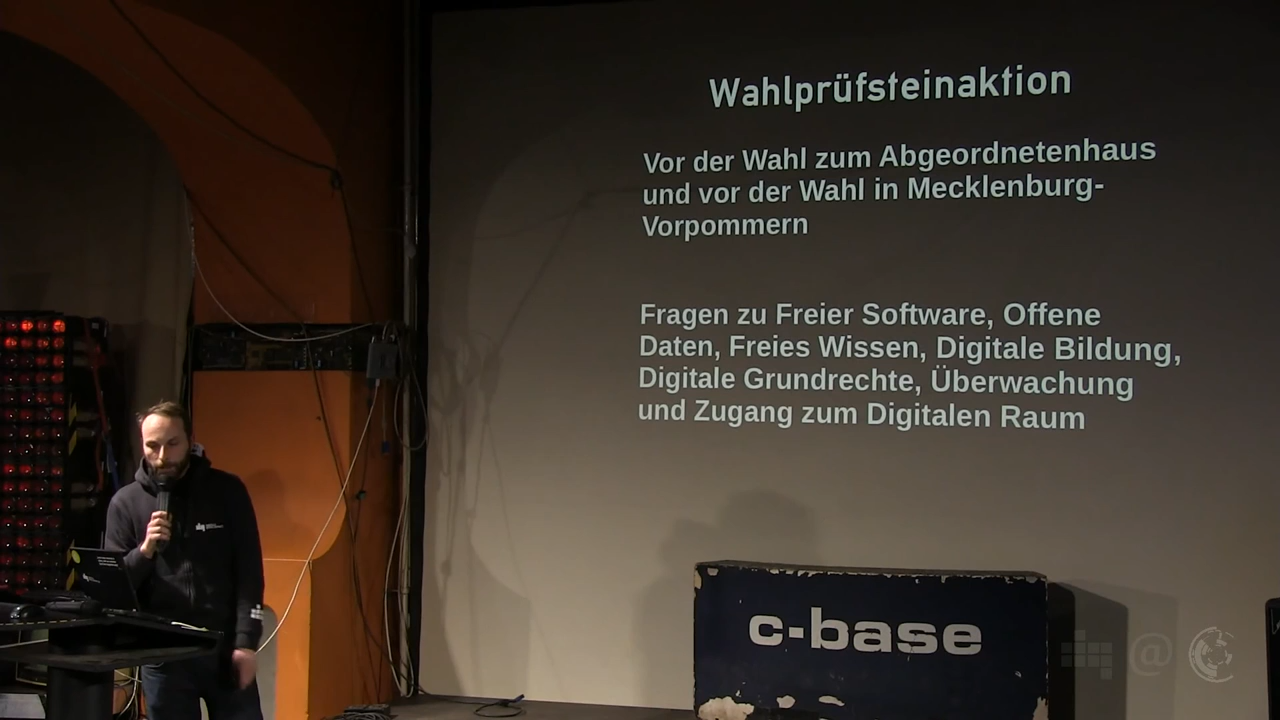 Wahlprüfsteinaktion
Vor der Wahl zum Abgeordnetenhaus
und vor der Wahl in Mecklenburg-
Vorpommern
Fragen zu Freier Software, Offene
Daten, Freies Wissen, Digitale Bildung,
Digitale Grundrechte, Überwachung
und Zugang zum Digitalen Raum
c-base
@